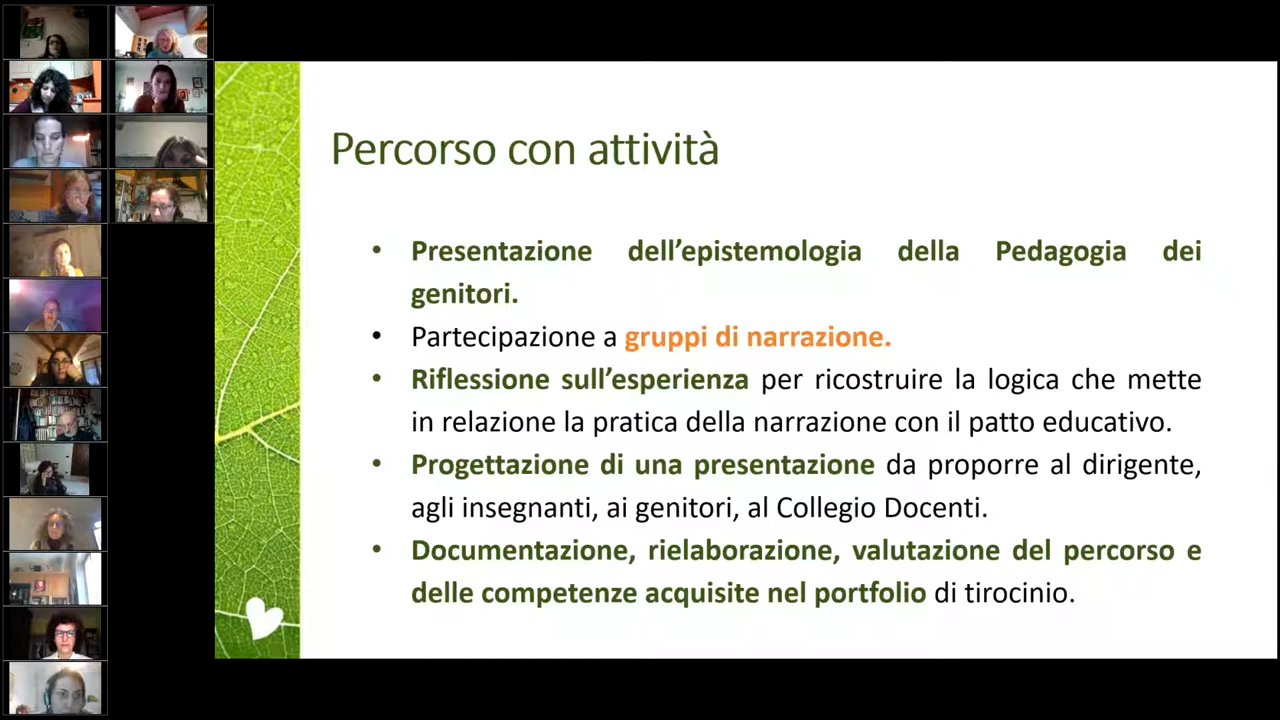 Percorso con attività
• Presentazione dell’epistemologia della Pedagogia dei
genitori.
• Partecipazione a gruppi di narrazione.
• Riflessione sull’esperienza per ricostruire la logica che mette
in relazione la pratica della narrazione con il patto educativo.
• Progettazione di una presentazione da proporre al dirigente,
agli insegnanti, ai genitori, al Collegio Docenti.
• Documentazione, rielaborazione, valutazione del percorso e
delle competenze acquisite nel portfolio di tirocinio.